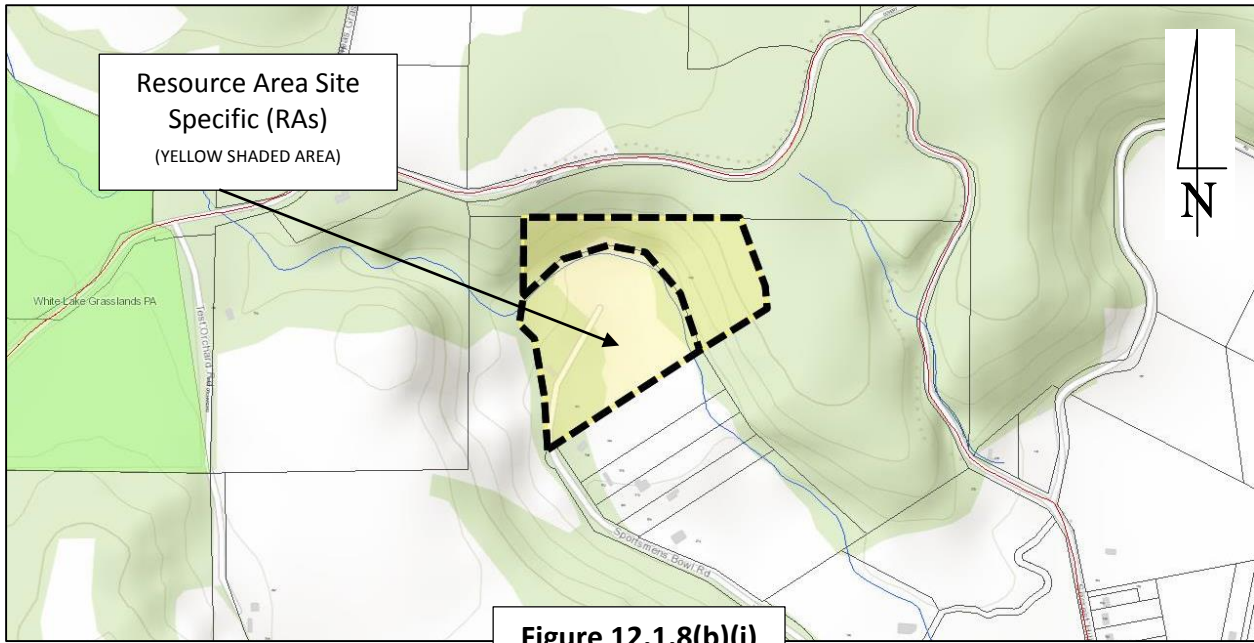 Resource Area Site
Specific (RAs)
(YELLOW SHADED AREA)
N
White Lake Grasslands PA
Test Orchard Rd
Sportsmens Bowl Rd
Figure 12.1.8(b)(i)